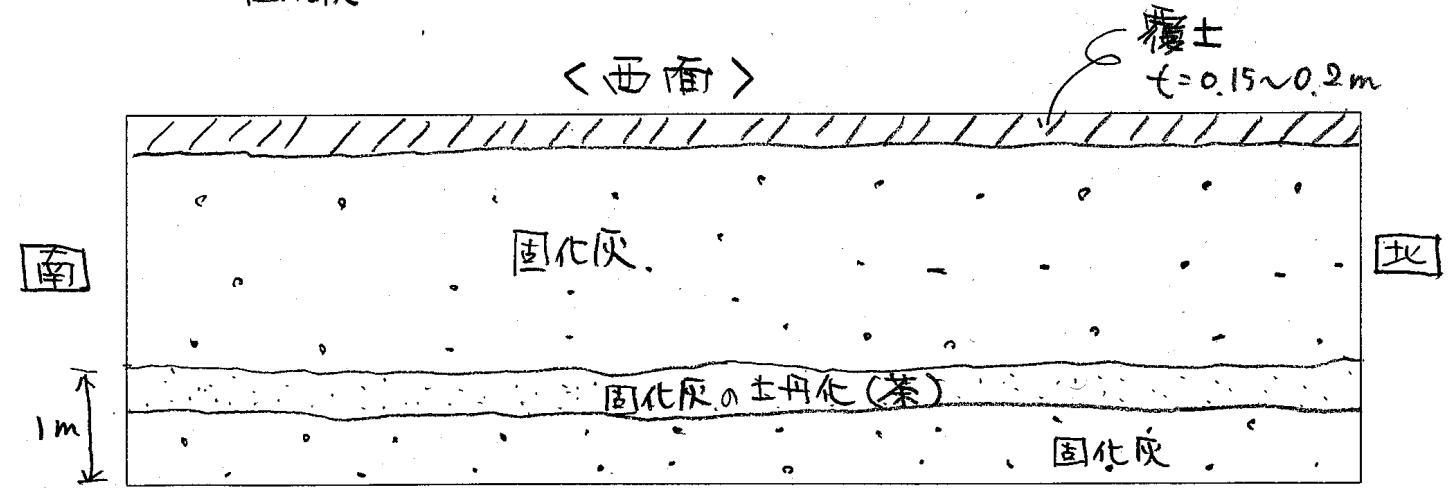 覆土
t=0.15~0.2m
<西面>
固化灰
南
北
固化灰の土丹化(茶)
1m
固化灰